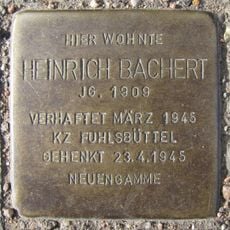 HIER WOHNTE
HEINRICH BACHERT
JG. 1909
VERHAFTET MÄRZ 1945
KZ FUHLSBÜTTEL
GEHENKT 23.4.1945
NEUENGAMME